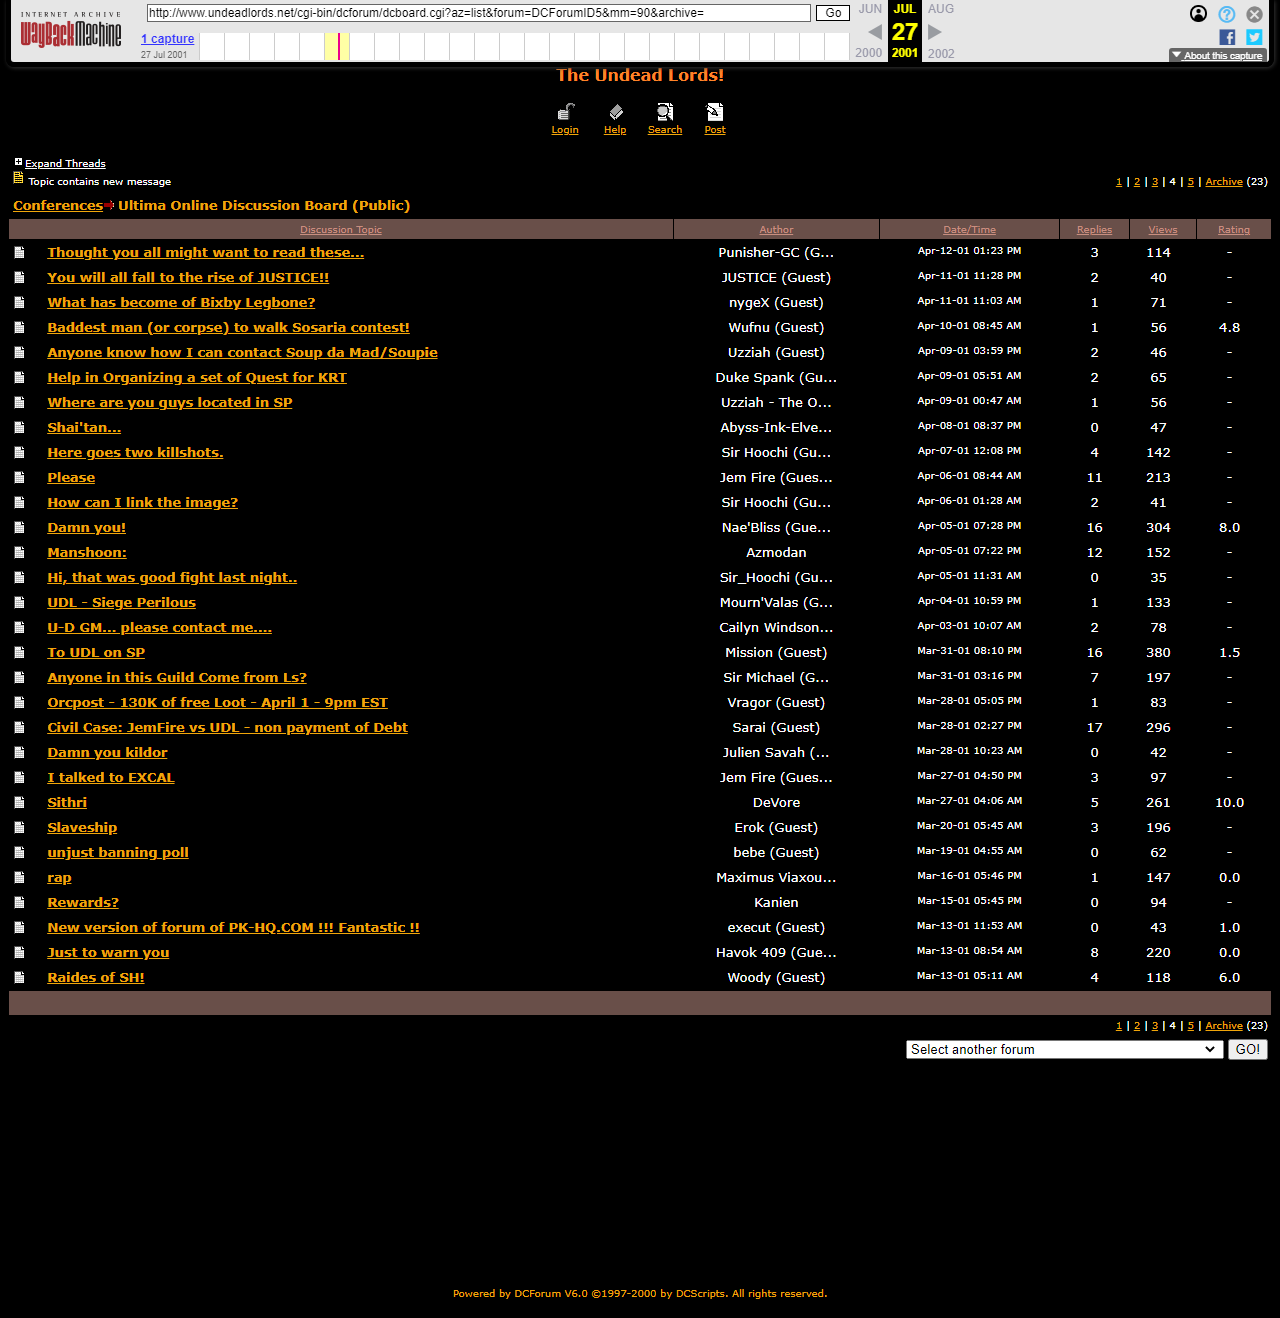 INTERNET ARCHIVE
WayBackMachine
http://www.undeadlords.net/cgi-bin/dcforum/dcboard.cgi?az=list&forum=DCForumID5&mm=90&archive=
Go
JUN JUL AUG
1 capture
27
27 Jul 2001
2000 2001 2002
About this capture
The Undead Lords!
Login Help Search Post
Expand Threads
Topic contains new message
1 | 2 | 3 | 4 | 5 | Archive (23)
Conferences Ultima Online Discussion Board (Public)
Discussion Topic Author Date/Time Replies Views Rating
Thought you all might want to read these... Punisher-GC (G... Apr-12-01 01:23 PM 3 114 -
You will all fall to the rise of JUSTICE!! JUSTICE (Guest) Apr-11-01 11:28 PM 2 40 -
What has become of Bixby Legbone? nygeX (Guest) Apr-11-01 11:03 AM 1 71 -
Baddest man (or corpse) to walk Sosaria contest! Wufnu (Guest) Apr-10-01 08:45 AM 1 56 4.8
Anyone know how I can contact Soup da Mad/Soupie Uzziah (Guest) Apr-09-01 03:59 PM 2 46 -
Help in Organizing a set of Quest for KRT Duke Spank (Gu... Apr-09-01 05:51 AM 2 65 -
Where are you guys located in SP Uzziah - The O... Apr-09-01 00:47 AM 1 56 -
Shai'tan... Abyss-Ink-Elve... Apr-08-01 08:37 PM 0 47 -
Here goes two killshots. Sir Hoochi (Gu... Apr-07-01 12:08 PM 4 142 -
Please Jem Fire (Gues... Apr-06-01 08:44 AM 11 213 -
How can I link the image? Sir Hoochi (Gu... Apr-06-01 01:28 AM 2 41 -
Damn you! Nae'Bliss (Gue... Apr-05-01 07:28 PM 16 304 8.0
Manshoon: Azmodan Apr-05-01 07:22 PM 12 152 -
Hi, that was good fight last night.. Sir_Hoochi (Gu... Apr-05-01 11:31 AM 0 35 -
UDL - Siege Perilous Mourn'Valas (G... Apr-04-01 10:59 PM 1 133 -
U-D GM... please contact me.... Cailyn Windson... Apr-03-01 10:07 AM 2 78 -
To UDL on SP Mission (Guest) Mar-31-01 08:10 PM 16 380 1.5
Anyone in this Guild Come from Ls? Sir Michael (G... Mar-31-01 03:16 PM 7 197 -
Orcpost - 130K of free Loot - April 1 - 9pm EST Vragor (Guest) Mar-28-01 05:05 PM 1 83 -
Civil Case: JemFire vs UDL - non payment of Debt Sarai (Guest) Mar-28-01 02:27 PM 17 296 -
Damn you kildor Julien Savah (... Mar-28-01 10:23 AM 0 42 -
I talked to EXCAL Jem Fire (Gues... Mar-27-01 04:50 PM 3 97 -
Sithri DeVore Mar-27-01 04:06 AM 5 261 10.0
Slaveship Erok (Guest) Mar-20-01 05:45 AM 3 196 -
unjust banning poll bebe (Guest) Mar-19-01 04:55 AM 0 62 -
rap Maximus Viaxou... Mar-16-01 05:46 PM 1 147 0.0
Rewards? Kanien Mar-15-01 05:45 PM 0 94 -
New version of forum of PK-HQ.COM !!! Fantastic !! execut (Guest) Mar-13-01 11:53 AM 0 43 1.0
Just to warn you Havok 409 (Gue... Mar-13-01 08:54 AM 8 220 0.0
Raides of SH! Woody (Guest) Mar-13-01 05:11 AM 4 118 6.0
1 | 2 | 3 | 4 | 5 | Archive (23)
Select another forum GO!
Powered by DCForum V6.0 ©1997-2000 by DCScripts. All rights reserved.